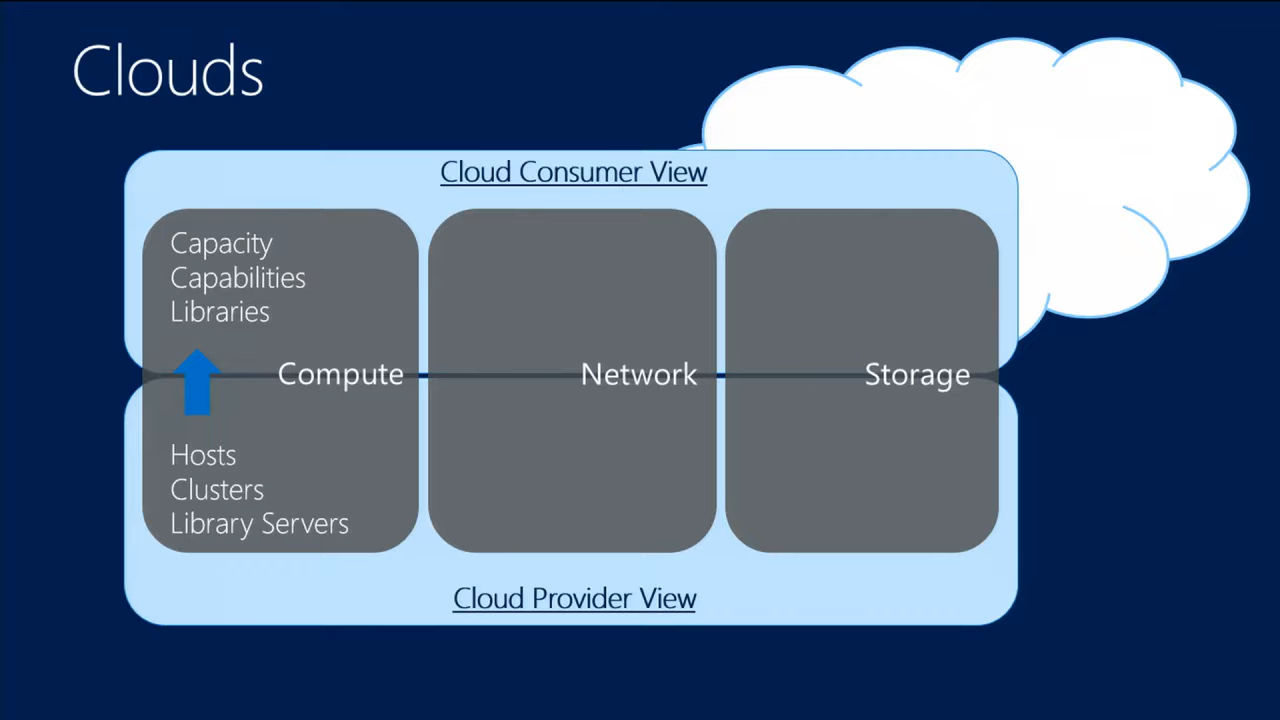 Clouds
Cloud Consumer View
Capacity
Capabilities
Libraries
Compute
Network
Storage
Hosts
Clusters
Library Servers
Cloud Provider View